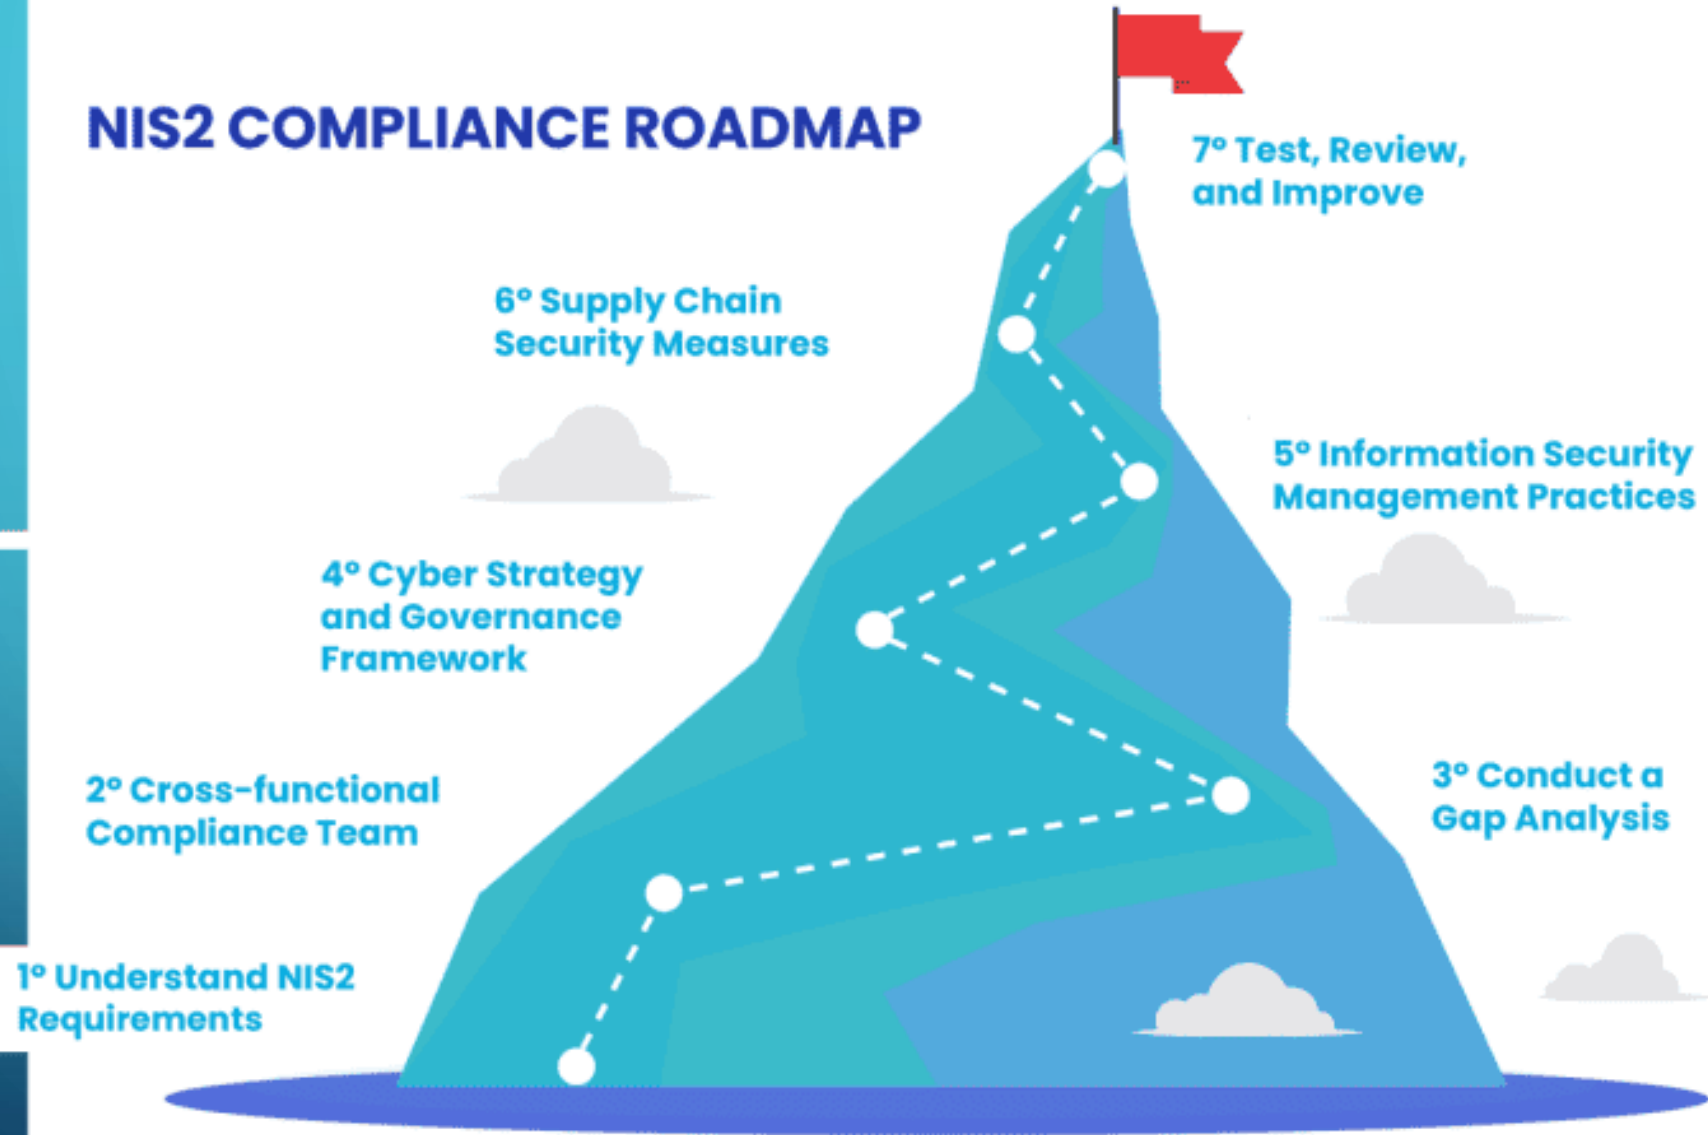 NIS2 COMPLIANCE ROADMAP
7° Test, Review,
and Improve
6° Supply Chain
Security Measures
5° Information Security
Management Practices
4° Cyber Strategy
and Governance
Framework
3° Conduct a
Gap Analysis
2° Cross-functional
Compliance Team
1° Understand NIS2
Requirements